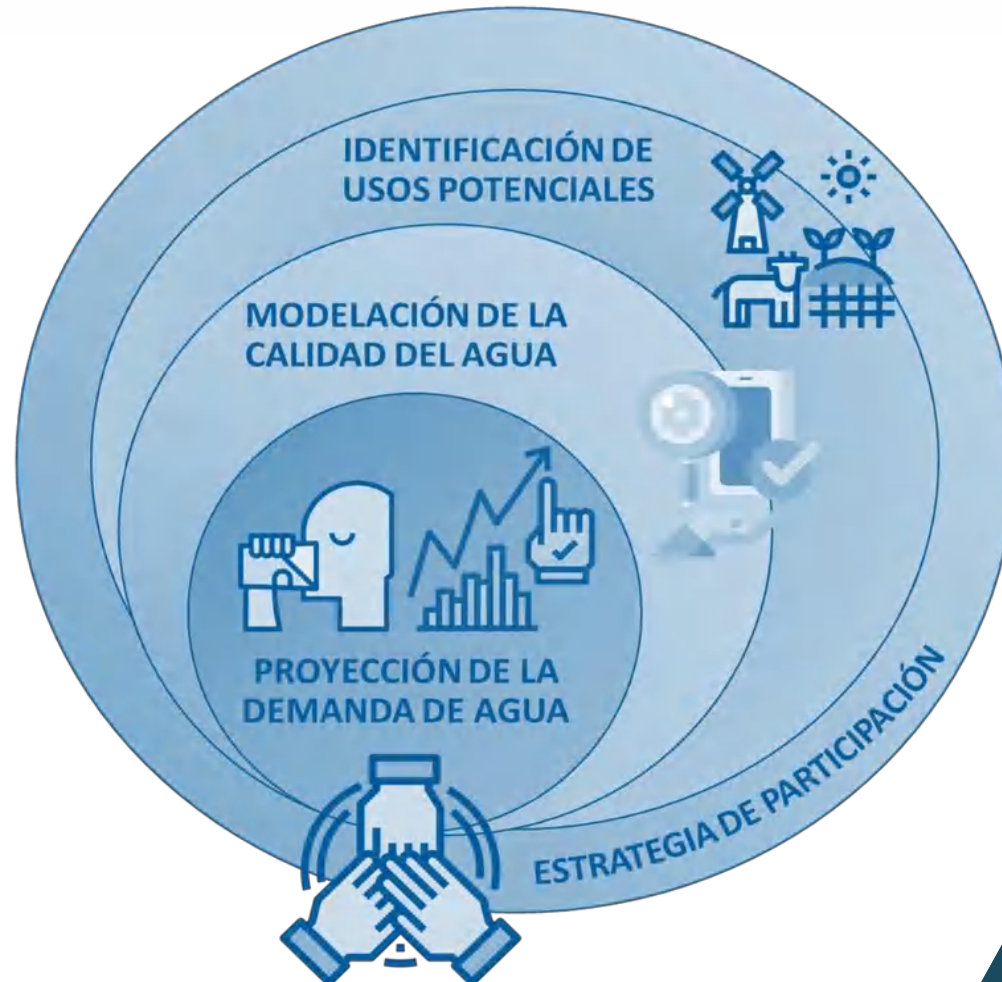 IDENTIFICACIÓN DE
USOS POTENCIALES
MODELACIÓN DE LA
CALIDAD DEL AGUA
PROYECCIÓN DE LA
DEMANDA DE AGUA
ESTRATEGIA DE PARTICIPACIÓN